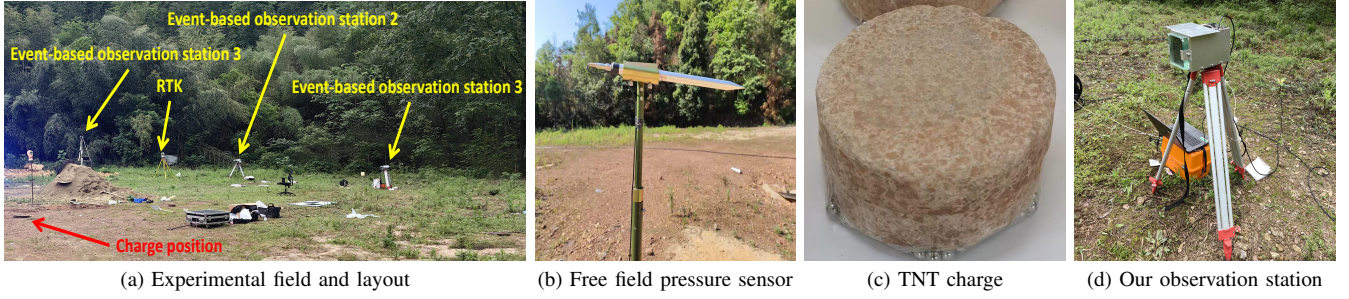 Event-based observation station 2
Event-based observation station 3
RTK
Event-based observation station 3
Charge position
(a) Experimental field and layout
(b) Free field pressure sensor
(c) TNT charge
(d) Our observation station